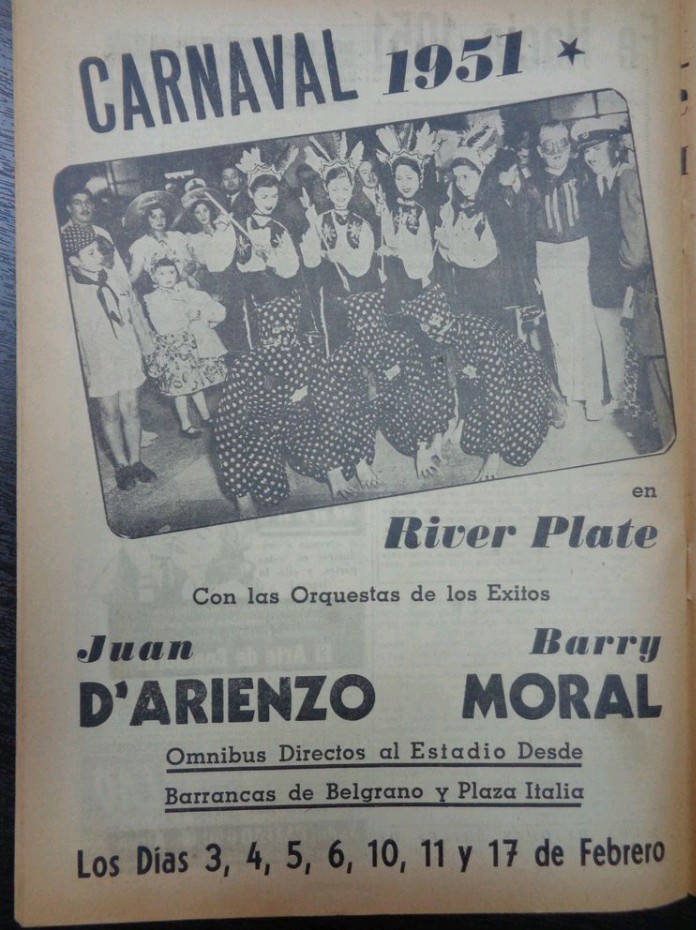 CARNAVAL 1951
en
River Plate
Con las Orquestas de los Exitos
Juan Barry
D'ARIENZO MORAL
Omnibus Directos al Estadio Desde
Barrancas de Belgrano y Plaza Italia
Los Días 3, 4, 5, 6, 10, 11 y 17 de Febrero